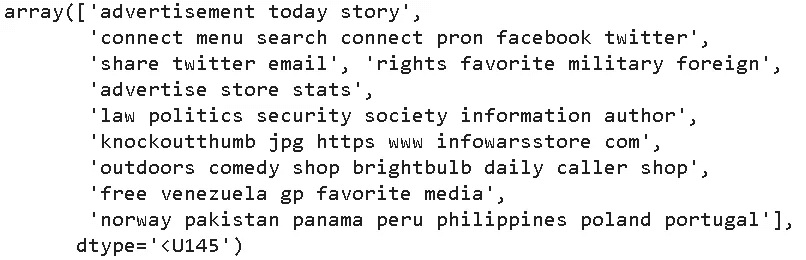 array(['advertisement today story',
'connect menu search connect pron facebook twitter',
'share twitter email', 'rights favorite military foreign',
'advertise store stats',
'law politics security society information author',
'knockoutthumb jpg https www infowarsstore com',
'outdoors comedy shop brightbulb daily caller shop',
'free venezuela gp favorite media',
'norway pakistan panama peru philippines poland portugal'],
dtype='<U145')